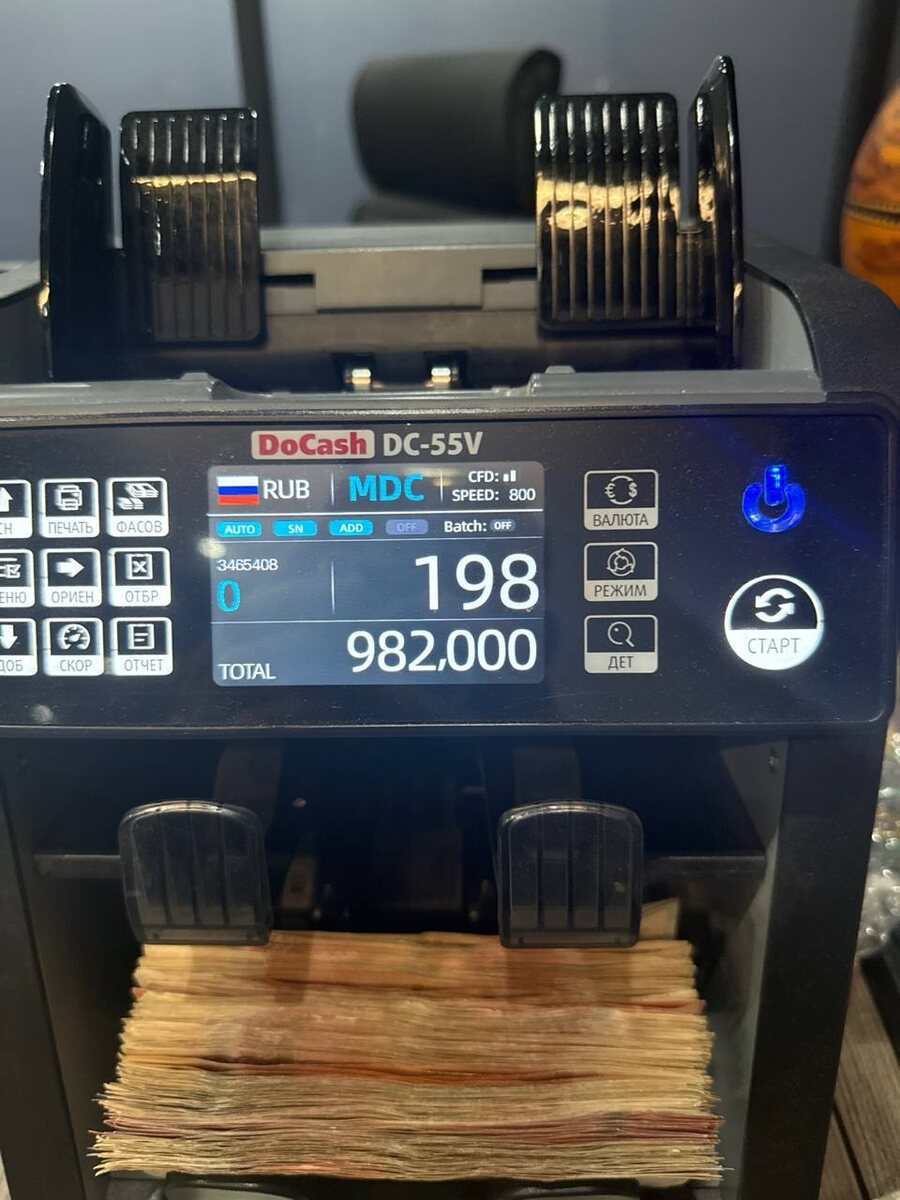 DoCash DC-55V
RUB MDC CFD:
SPEED: 800
AUTO SN ADD OFF Batch: OFF
3465408
0 198
TOTAL 982,000
ПЕЧАТЬ ФАСОВ
ОРИЕН ОТБР
СКОР ОТЧЕТ
ВАЛЮТА
РЕЖИМ
ДЕТ
СТАРТ